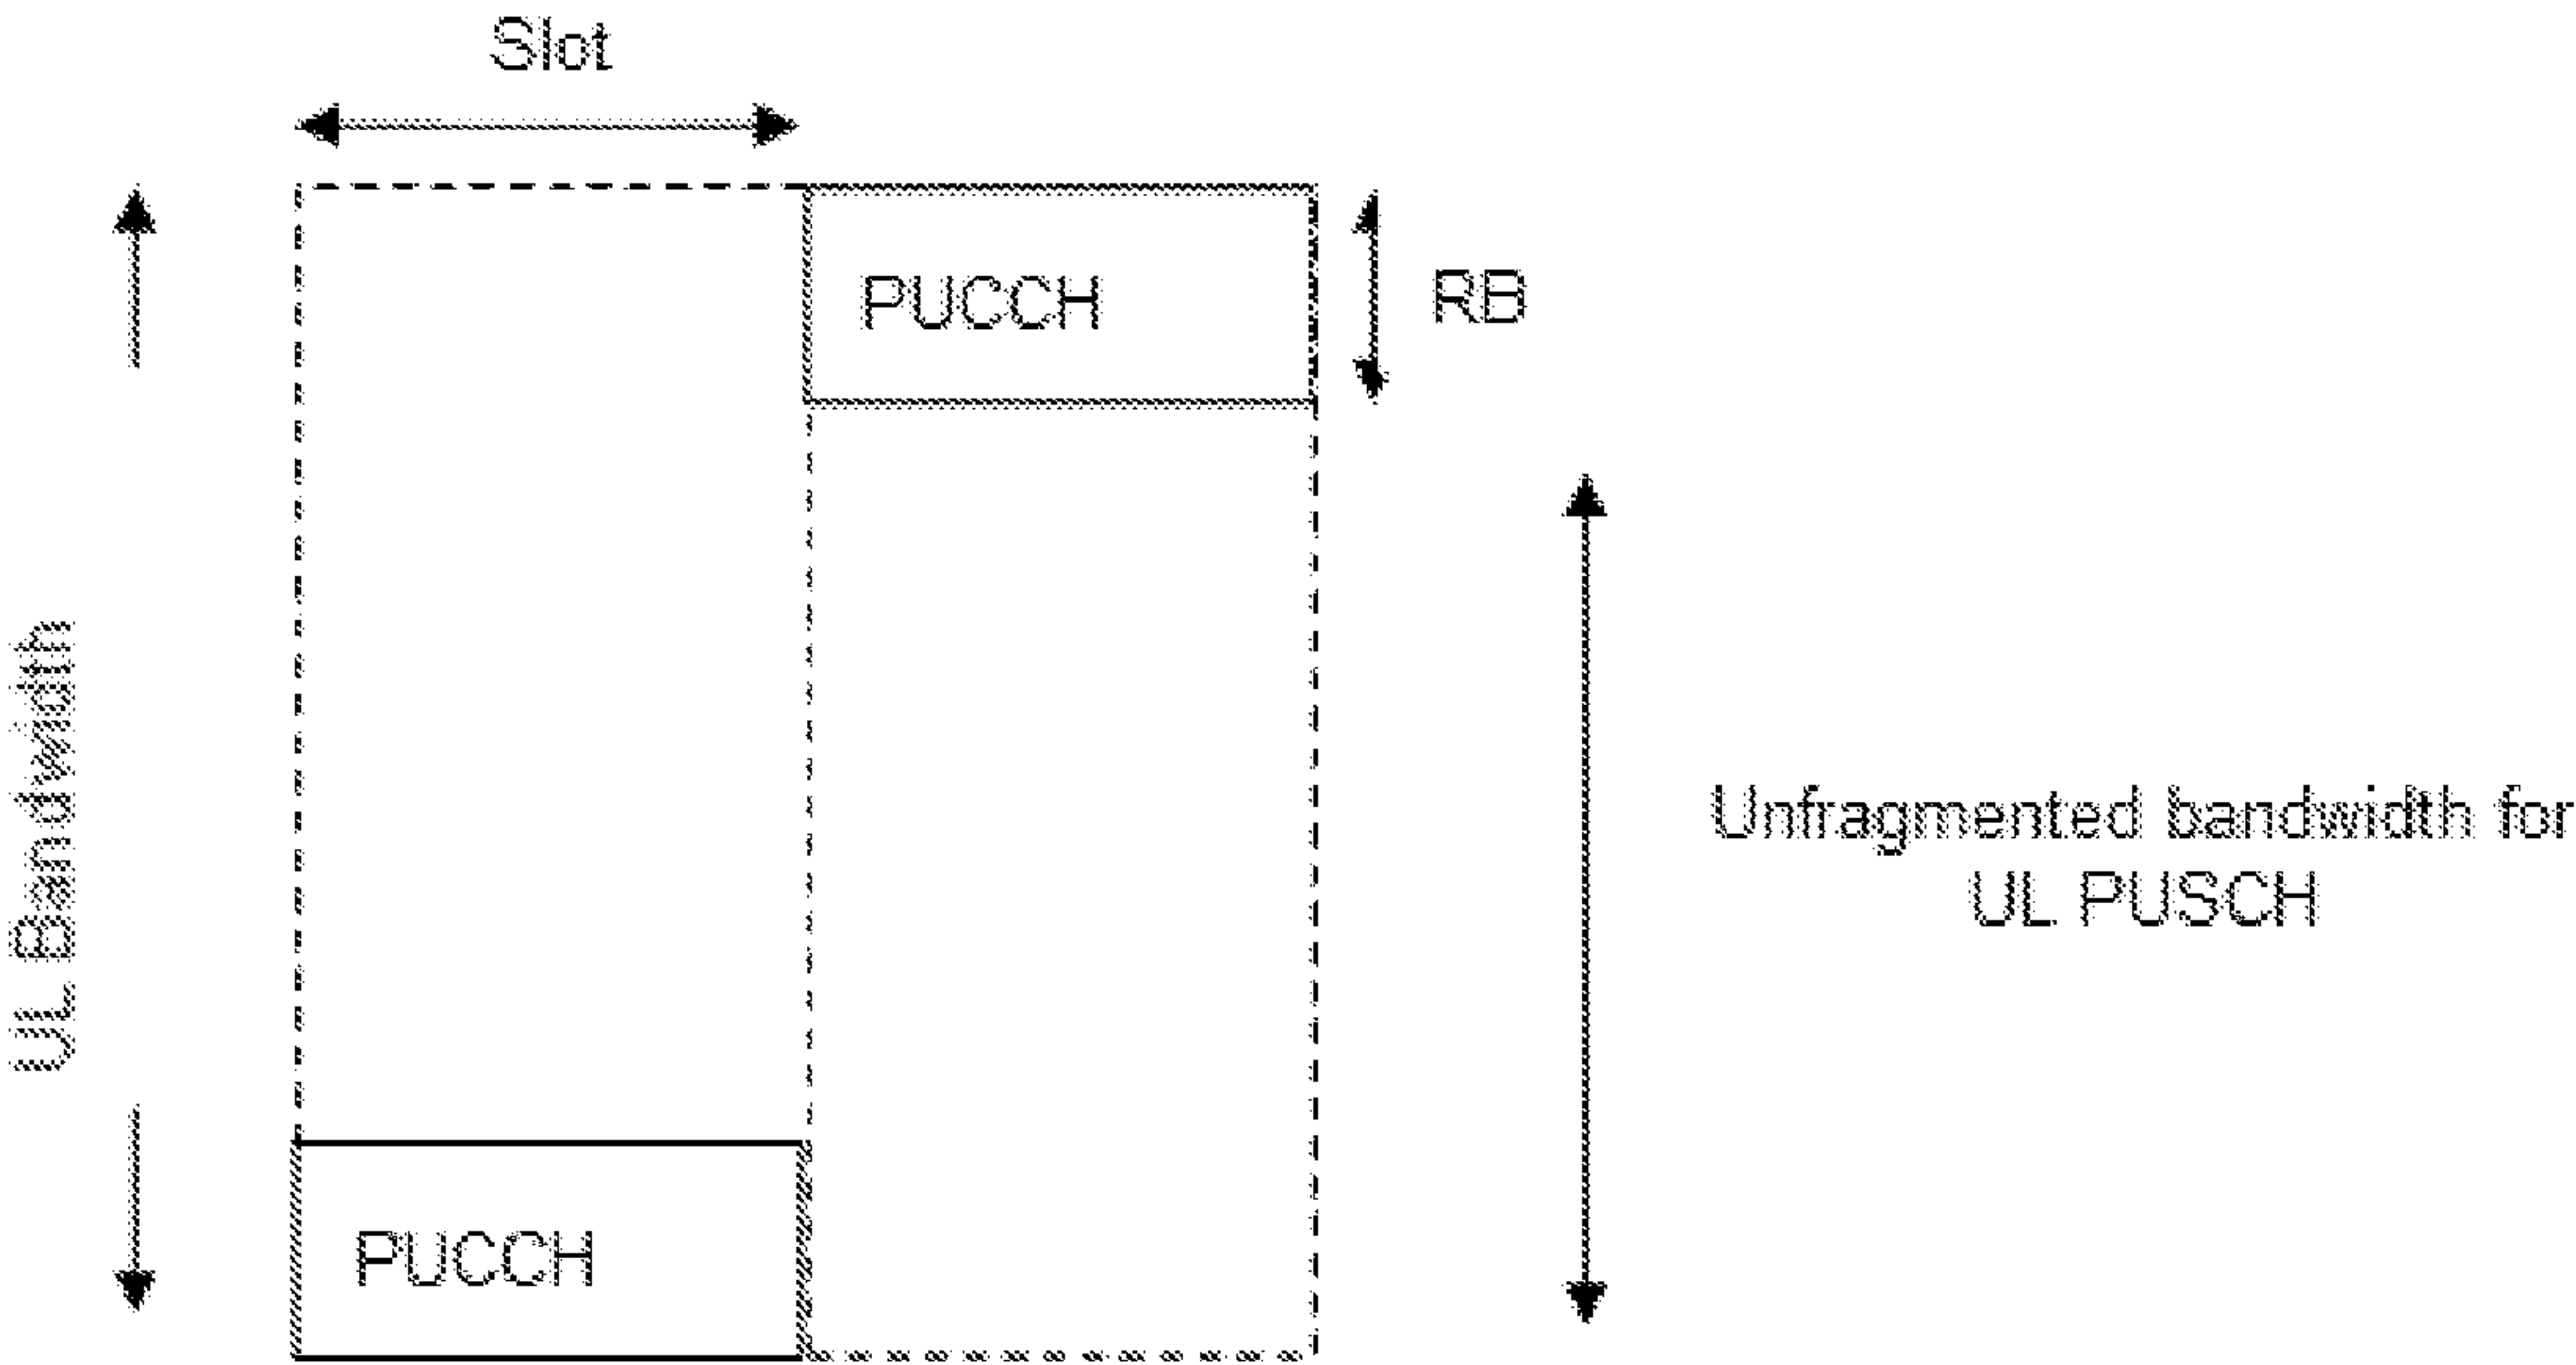 Slot
PUCCH
RB
UL Bandwidth
Unfragmented bandwidth for
UL PUSCH
PUCCH